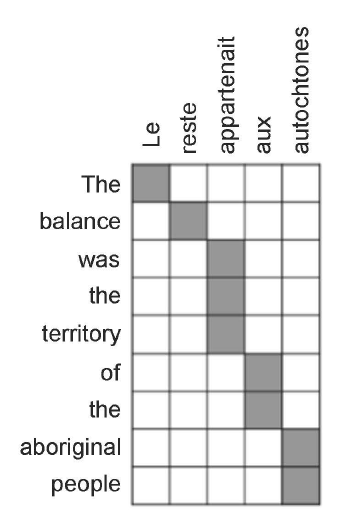 Le
reste
appartenait
aux
autochtones
The
balance
was
the
territory
of
the
aboriginal
people